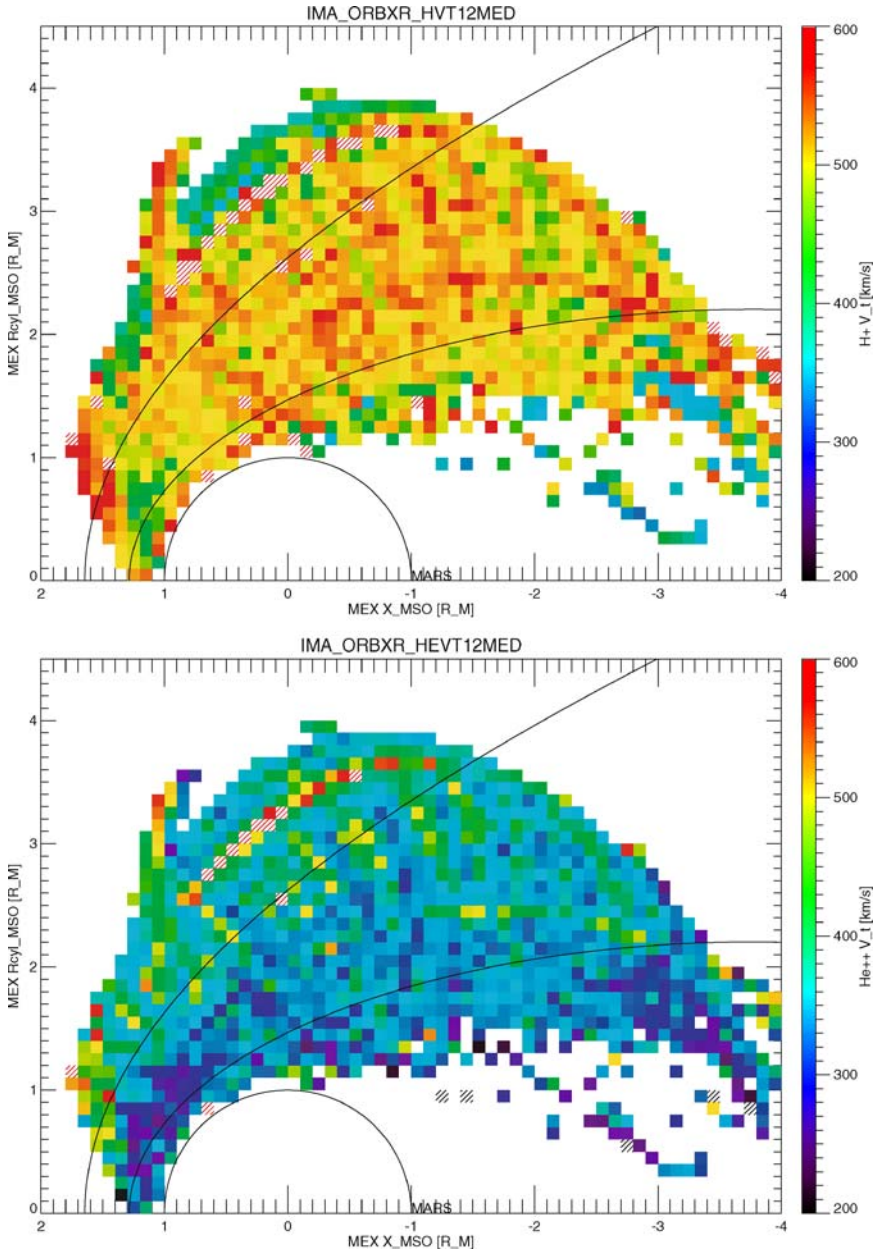 IMA_ORBXR_HVT12MED
600
4
500
3
MEX Rcyl_MSO [R_M]
400
H+ V_t [km/s]
2
300
1
0
MARS
200
2 1 0 -1 -2 -3 -4
MEX X_MSO [R_M]
IMA_ORBXR_HEVT12MED
600
4
500
3
MEX Rcyl_MSO [R_M]
400
He++ V_t [km/s]
2
300
1
0
MARS
200
2 1 0 -1 -2 -3 -4
MEX X_MSO [R_M]